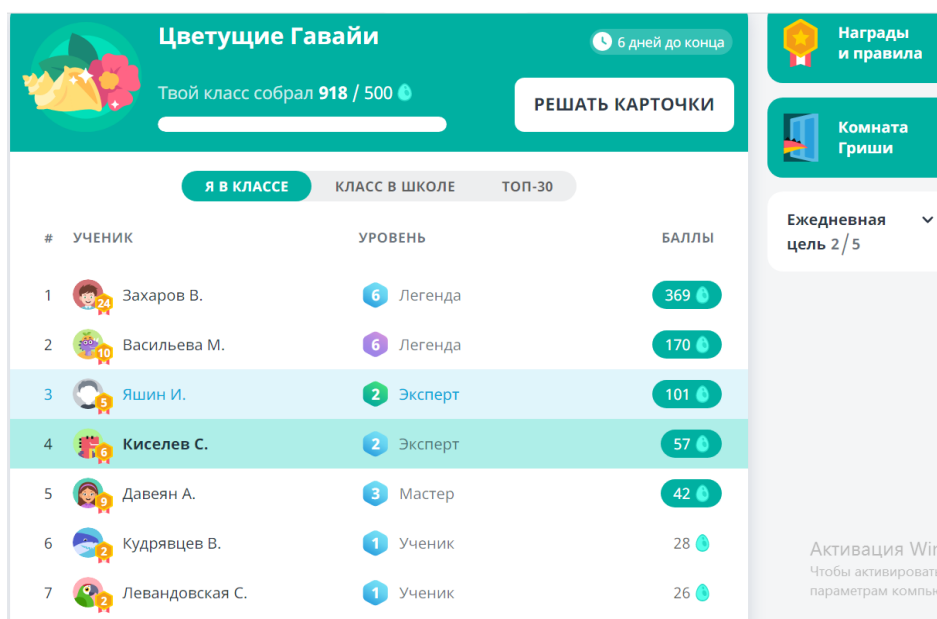 Цветущие Гавайи
6 дней до конца
Твой класс собрал 918 / 500
РЕШАТЬ КАРТОЧКИ
Награды
и правила
Комната
Гриши
Ежедневная
цель 2/5
Я В КЛАССЕ КЛАСС В ШКОЛЕ ТОП-30
# УЧЕНИК УРОВЕНЬ БАЛЛЫ
1 24 Захаров В. 6 Легенда 369
2 10 Васильева М. 6 Легенда 170
3 5 Яшин И. 2 Эксперт 101
4 6 Киселев С. 2 Эксперт 57
5 9 Давеян А. 3 Мастер 42
6 2 Кудрявцев В. 1 Ученик 28
7 2 Левандовская С. 1 Ученик 26
Активация Win
Чтобы активировать
параметрам